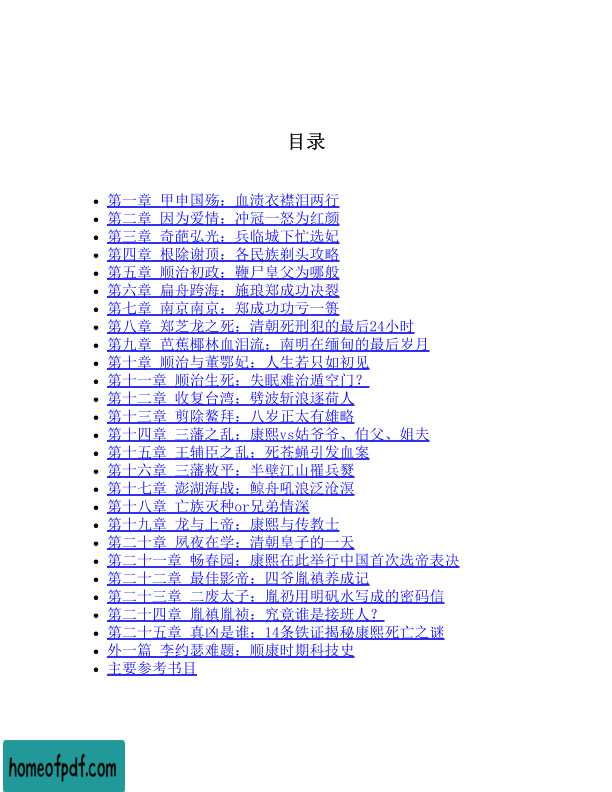 目录
第一章 甲申国殇：血渍衣襟泪两行
第二章 因为爱情：冲冠一怒为红颜
第三章 奇葩弘光：兵临城下忙选妃
第四章 根除谢顶：各民族剃头攻略
第五章 顺治初政：鞭尸皇父为哪般
第六章 扁舟跨海：施琅郑成功决裂
第七章 南京南京：郑成功功亏一篑
第八章 郑芝龙之死：清朝死刑犯的最后24小时
第九章 芭蕉椰林血泪流：南明在缅甸的最后岁月
第十章 顺治与董鄂妃：人生若只如初见
第十一章 顺治生死：失眠难治遁空门？
第十二章 收复台湾：劈波斩浪逐荷人
第十三章 剪除鳌拜：八岁正太有雄略
第十四章 三藩之乱：康熙vs姑爷爷、伯父、姐夫
第十五章 王辅臣之乱：死苍蝇引发血案
第十六章 三藩敉平：半壁江山罹兵燹
第十七章 澎湖海战：鲸舟吼浪泛沧溟
第十八章 亡族灭种or兄弟情深
第十九章 龙与上帝：康熙与传教士
第二十章 夙夜在学：清朝皇子的一天
第二十一章 畅春园：康熙在此举行中国首次选帝表决
第二十二章 最佳影帝：四爷胤禛养成记
第二十三章 二废太子：胤礽用明矾水写成的密码信
第二十四章 胤禛胤祯：究竟谁是接班人？
第二十五章 真凶是谁：14条铁证揭秘康熙死亡之谜
外一篇 李约瑟难题：顺康时期科技史
主要参考书目
homeofpdf.com